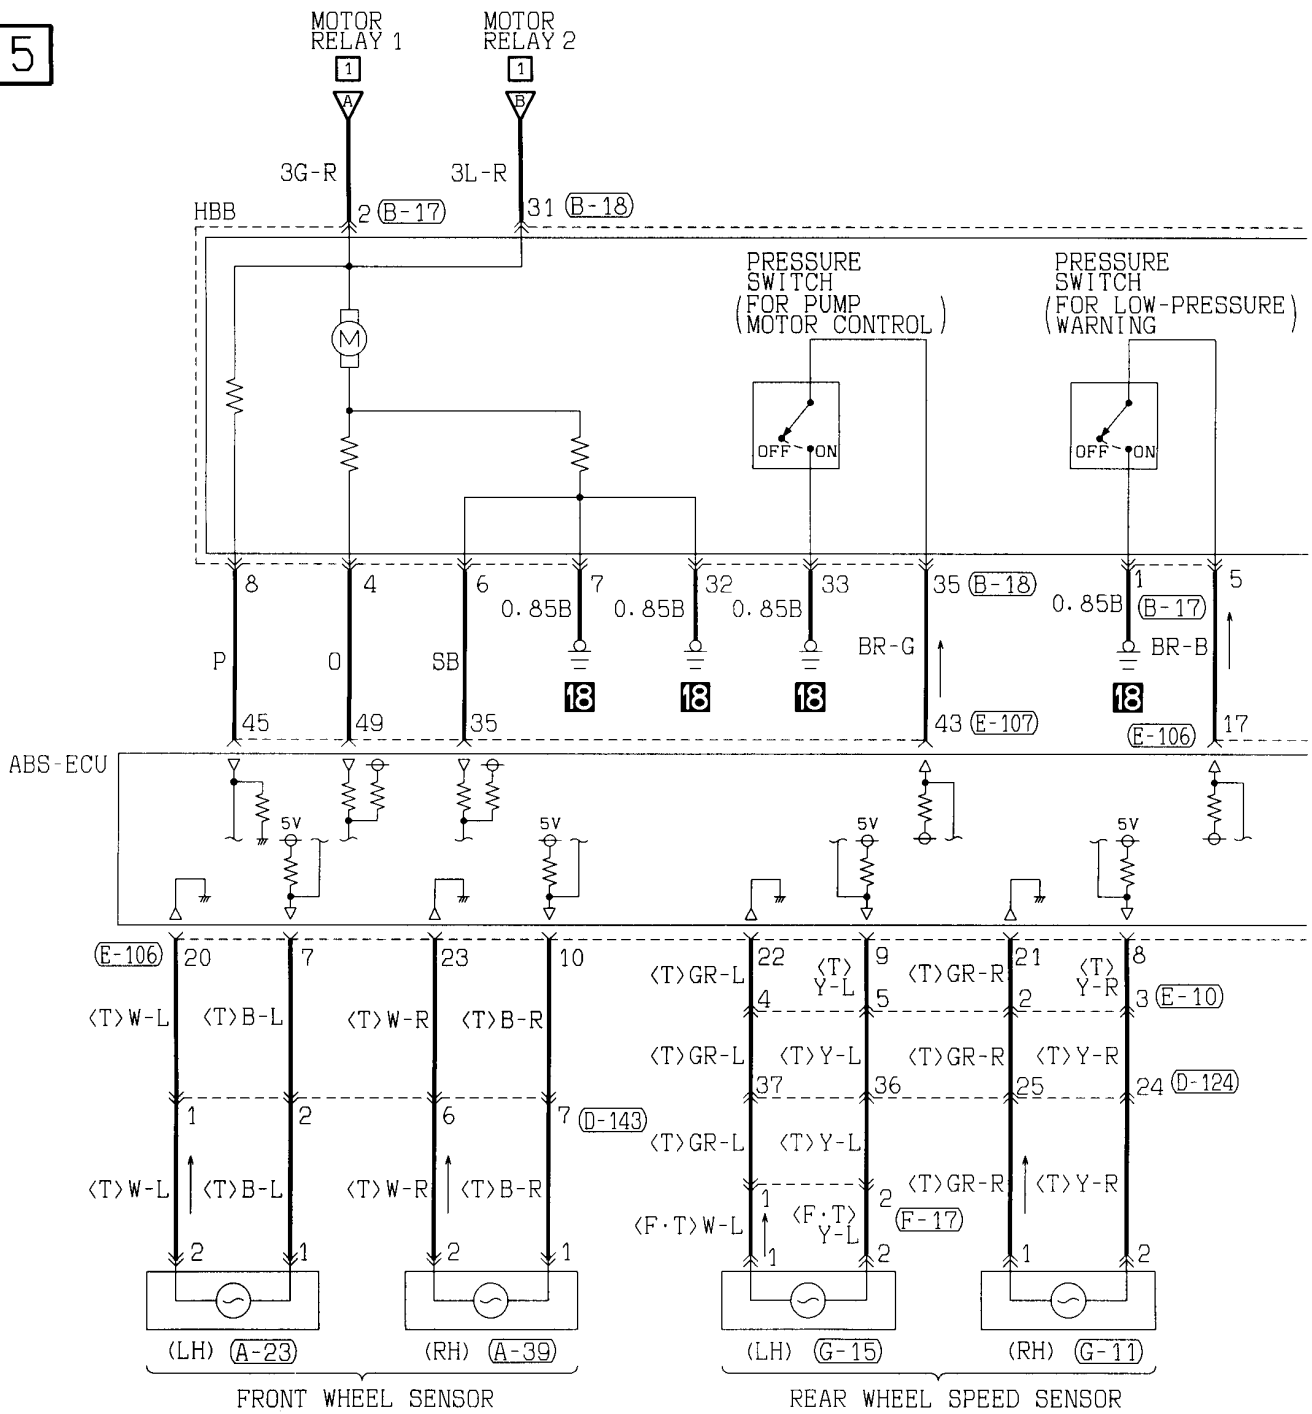 5
MOTOR
RELAY 1
MOTOR
RELAY 2
1
1
A
B
3G-R
3L-R
HBB
2
B-17
31
B-18
PRESSURE
SWITCH
(FOR PUMP
MOTOR CONTROL)
PRESSURE
SWITCH
(FOR LOW-PRESSURE)
WARNING
M
OFF
ON
OFF
ON
8
4
6
7
32
33
35
B-18
1
5
0.85B
0.85B
0.85B
0.85B
B-17
P
O
SB
BR-G
BR-B
18
18
18
18
45
49
35
43
E-107
E-106
17
ABS-ECU
5V
5V
5V
5V
E-106
20
7
23
10
22
9
21
8
<T>GR-L
<T>
Y-L
<T>GR-R
<T>
Y-R
4
5
2
3
E-10
<T>W-L
<T>B-L
<T>W-R
<T>B-R
<T>GR-L
<T>Y-L
<T>GR-R
<T>Y-R
37
36
25
24
D-124
1
2
6
7
D-143
<T>GR-L
<T>Y-L
<T>W-L
<T>B-L
<T>W-R
<T>B-R
<T>GR-R
<T>Y-R
1
2
F-17
<F·T>W-L
<F·T>
Y-L
2
1
2
1
1
2
1
2
(LH)
A-23
(RH)
A-39
(LH)
G-15
(RH)
G-11
FRONT WHEEL SENSOR
REAR WHEEL SPEED SENSOR